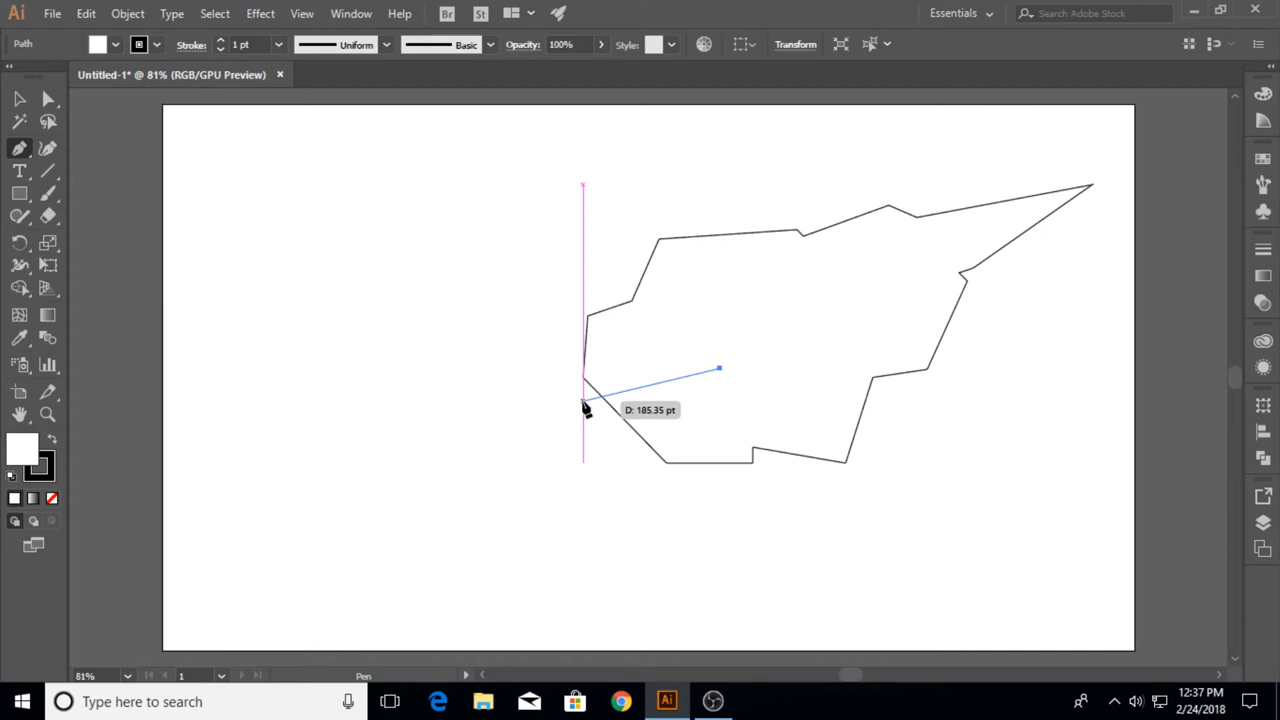 Ai File Edit Object Type Select Effect View Window Help Br St Essentials Search Adobe Stock
Path Stroke: 1 pt Uniform Basic Opacity: 100% Style: Transform
Untitled-1* @ 81% (RGB/GPU Preview)
D: 185.35 pt
81% 1 Pen
Type here to search Ai 12:37 PM
2/24/2018